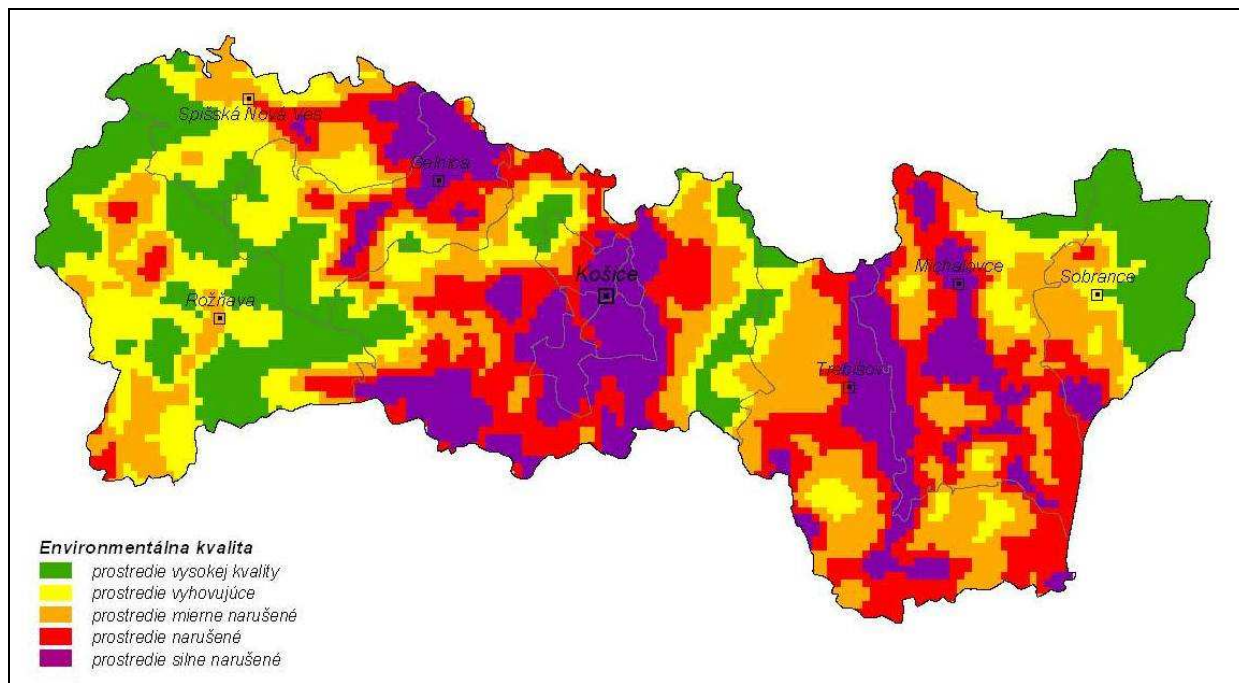 Spišská Nová Ves
Gelnica
Košice
Rožňava
Michalovce
Sobrance
Trebišov
Environmentálna kvalita
prostredie vysokej kvality
prostredie vyhovujúce
prostredie mierne narušené
prostredie narušené
prostredie silne narušené